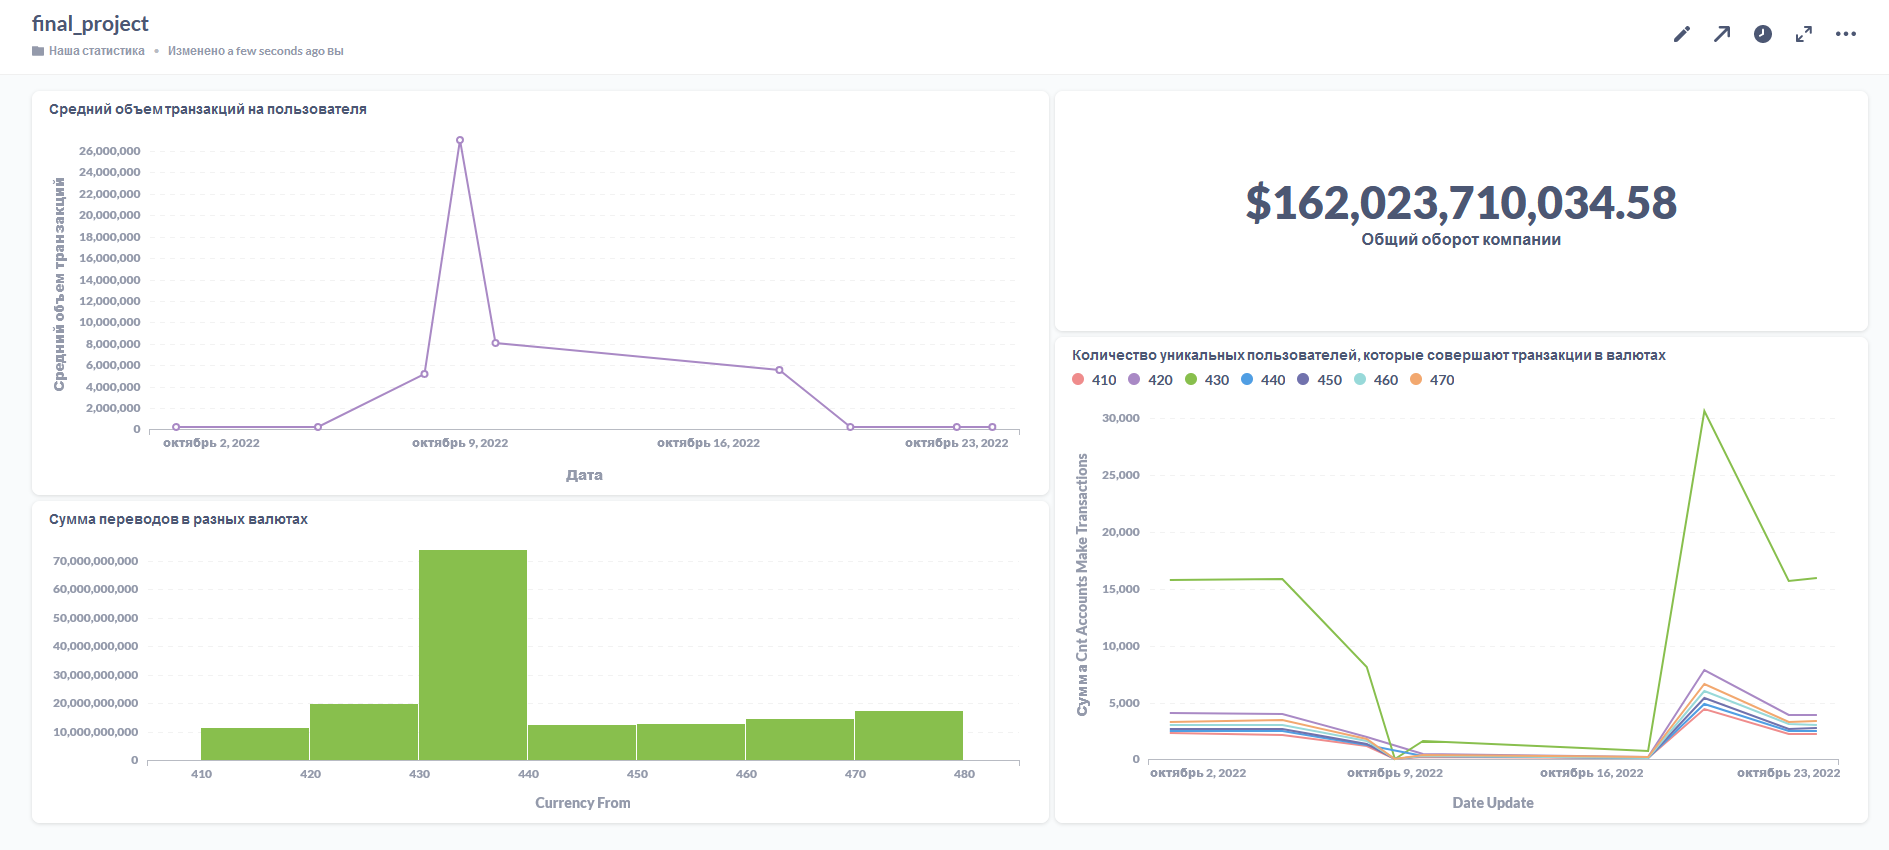 final_project
Наша статистика • Изменено a few seconds ago вы
Средний объем транзакций на пользователя
Средний объем транзакций
26,000,000
24,000,000
22,000,000
20,000,000
18,000,000
16,000,000
14,000,000
12,000,000
10,000,000
8,000,000
6,000,000
4,000,000
2,000,000
0
октябрь 2, 2022 октябрь 9, 2022 октябрь 16, 2022 октябрь 23, 2022
Дата
$162,023,710,034.58
Общий оборот компании
Сумма переводов в разных валютах
70,000,000,000
60,000,000,000
50,000,000,000
40,000,000,000
30,000,000,000
20,000,000,000
10,000,000,000
0
410 420 430 440 450 460 470 480
Currency From
Количество уникальных пользователей, которые совершают транзакции в валютах
410 420 430 440 450 460 470
Сумма Cnt Accounts Make Transactions
30,000
25,000
20,000
15,000
10,000
5,000
0
октябрь 2, 2022 октябрь 9, 2022 октябрь 16, 2022 октябрь 23, 2022
Date Update